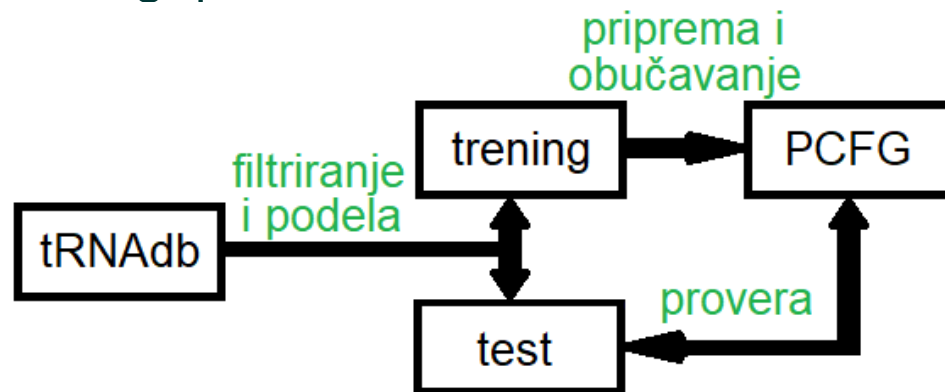 priprema i
obučavanje
trening
PCFG
filtriranje
i podela
tRNAdb
provera
test